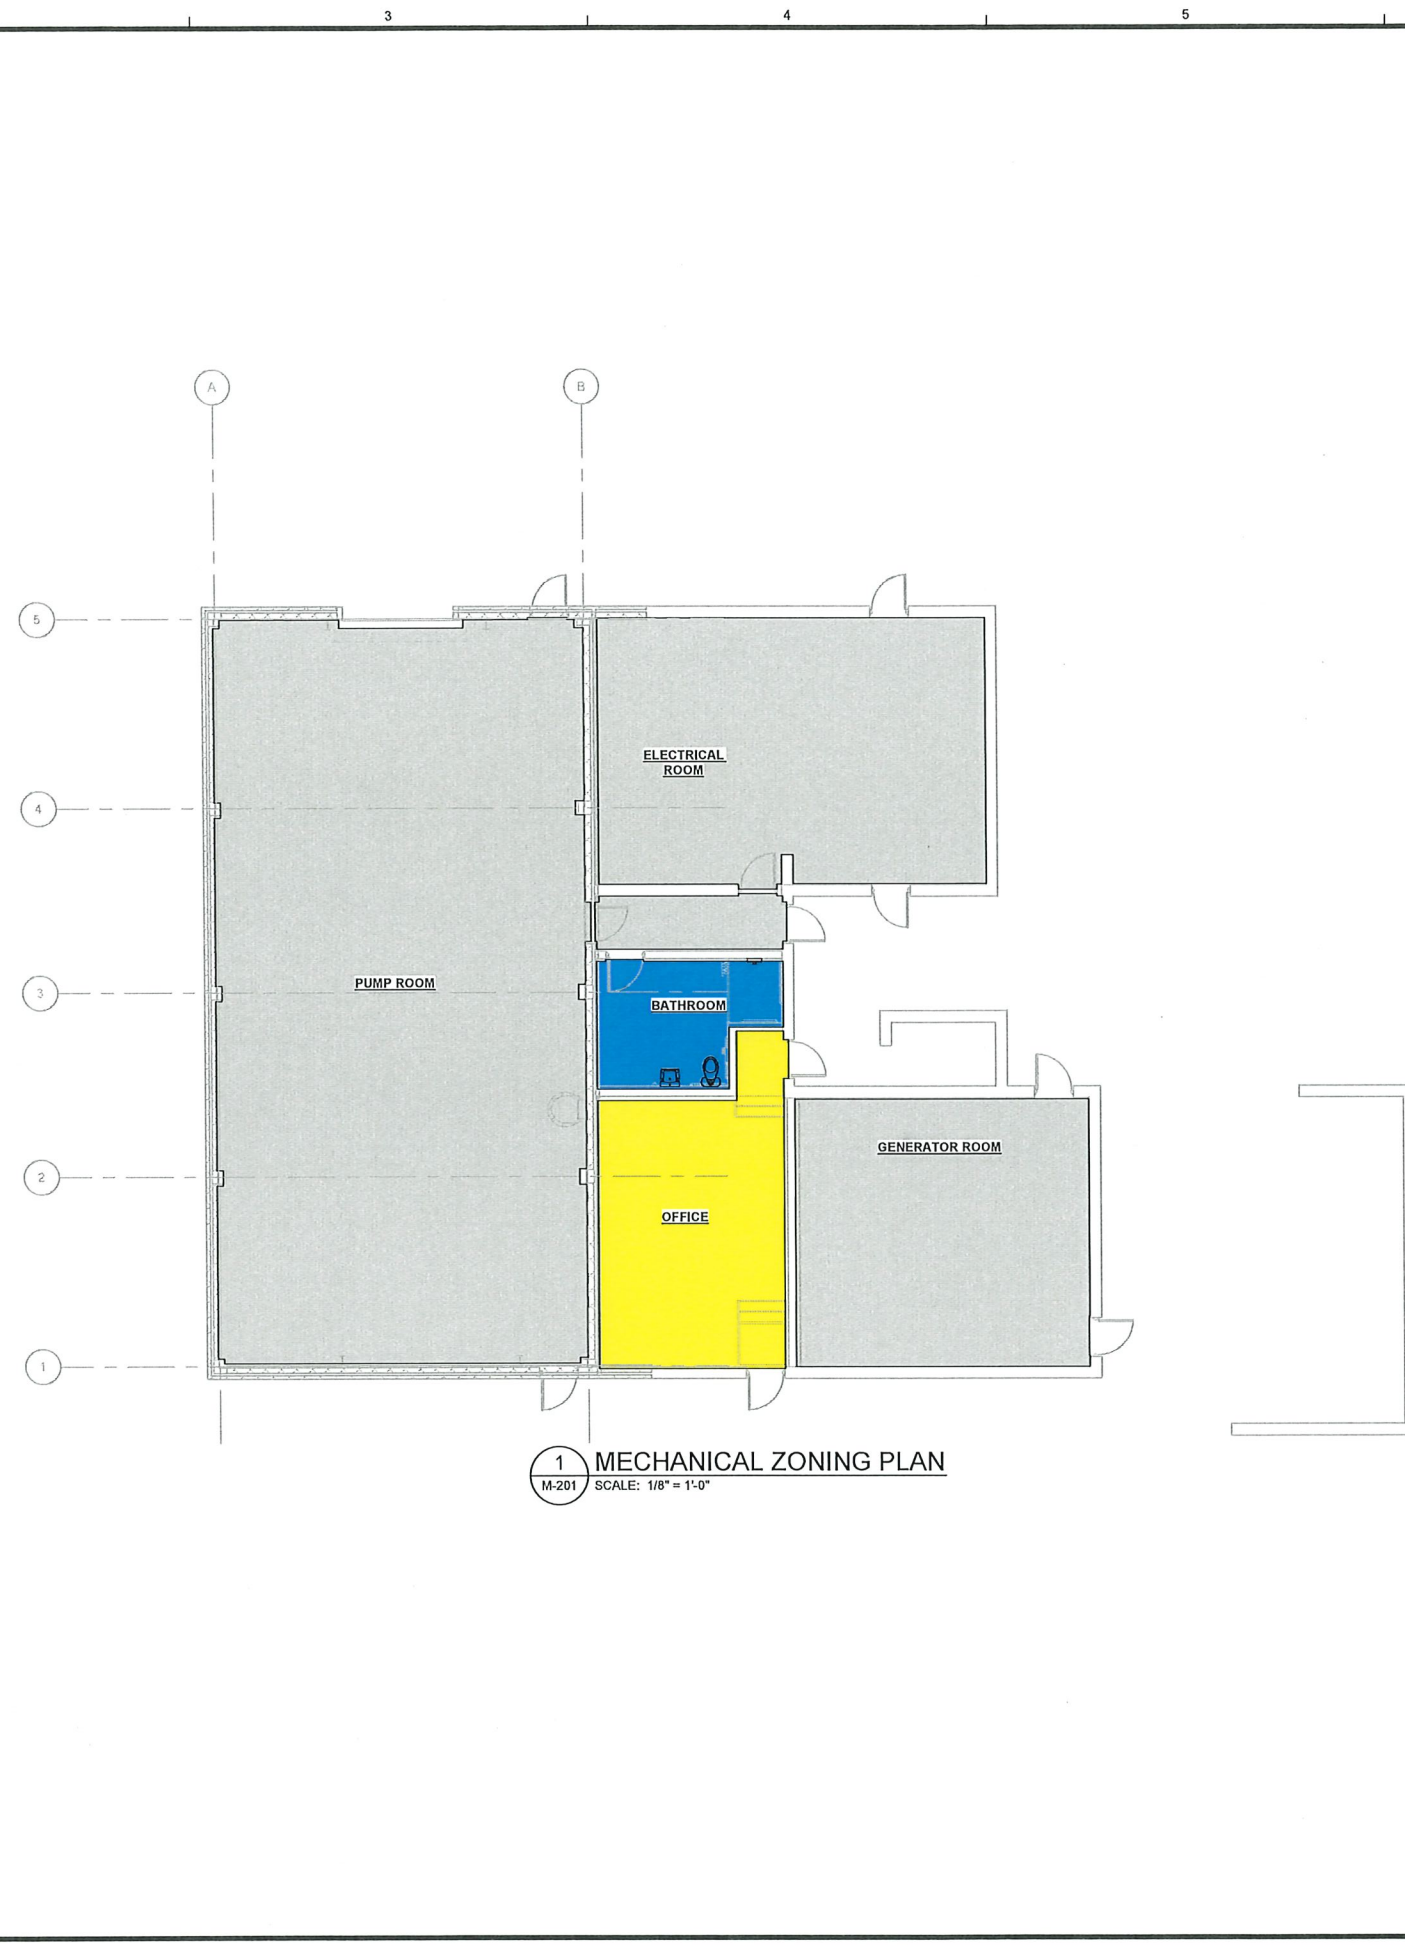 3 4 5
A B
5
ELECTRICAL
ROOM
4
PUMP ROOM
3
BATHROOM
GENERATOR ROOM
2
OFFICE
1
1 MECHANICAL ZONING PLAN
M-201 SCALE: 1/8" = 1'-0"